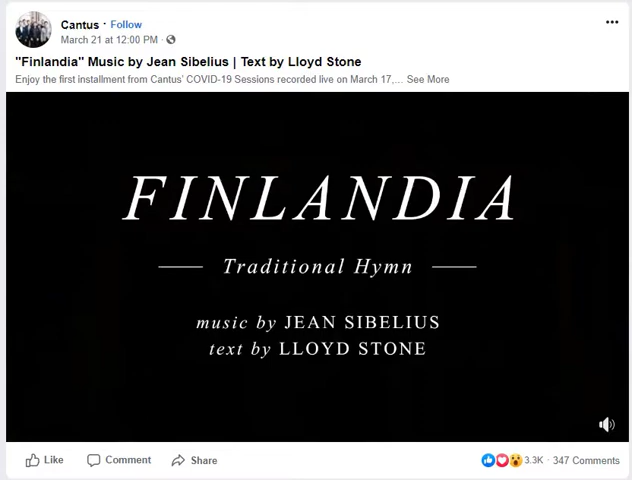 Cantus · Follow
March 21 at 12:00 PM ·
"Finlandia" Music by Jean Sibelius | Text by Lloyd Stone
Enjoy the first installment from Cantus' COVID-19 Sessions recorded live on March 17,... See More
FINLANDIA
Traditional Hymn
music by JEAN SIBELIUS
text by LLOYD STONE
Like Comment Share 3.3K · 347 Comments